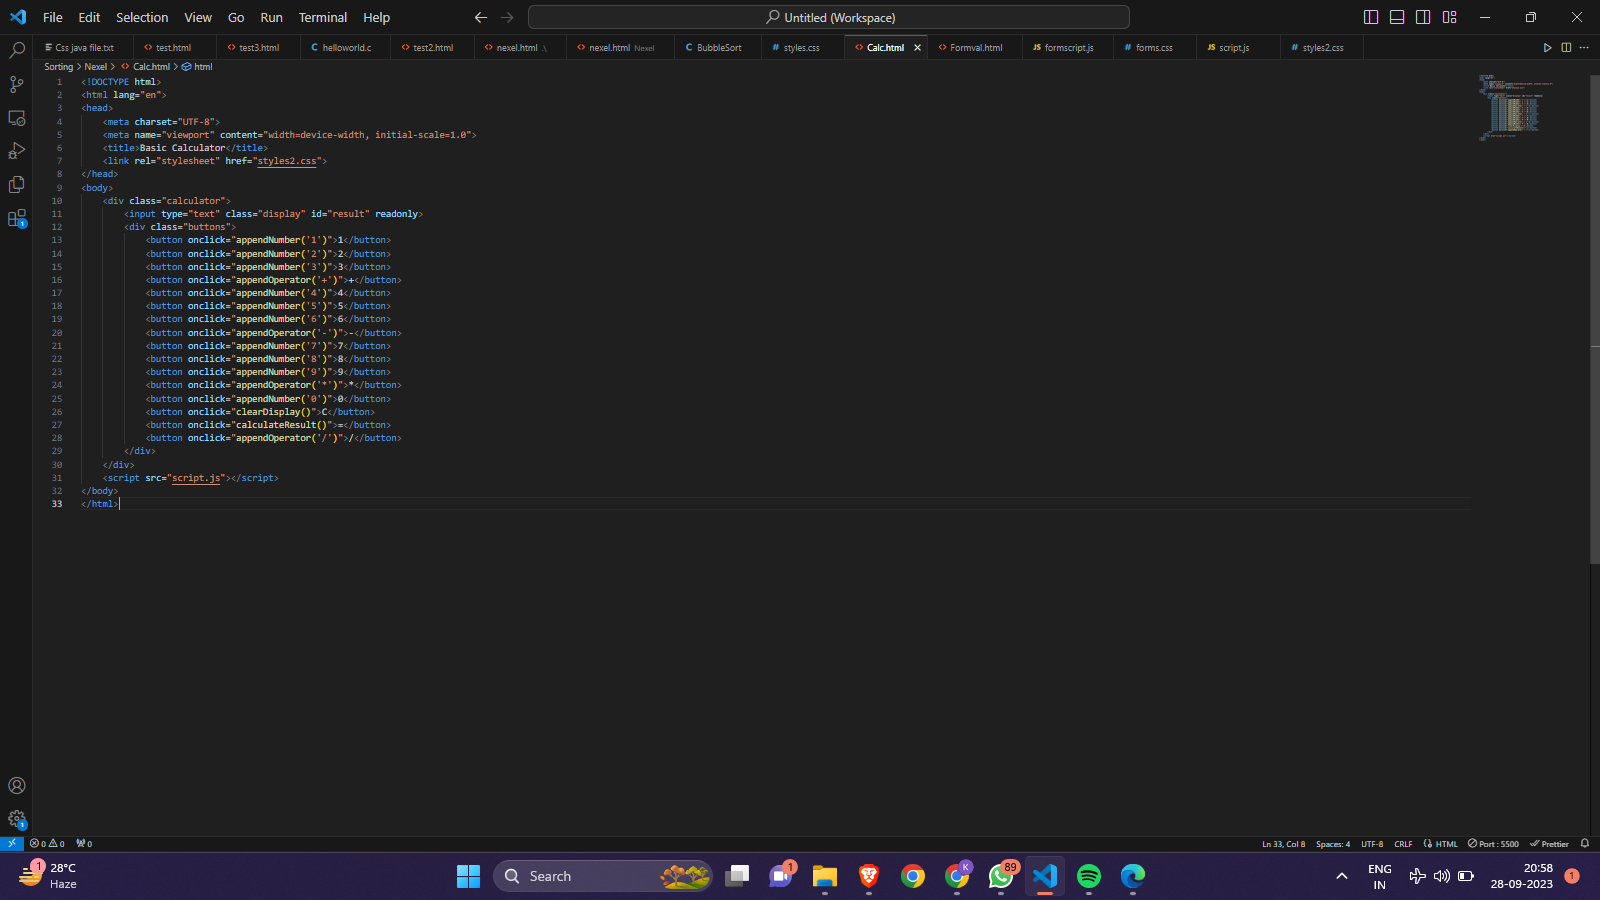 File Edit Selection View Go Run Terminal Help Untitled (Workspace)
Css java file.txt test.html test3.html helloworld.c test2.html nexel.html .\ nexel.html Nexel BubbleSort styles.css Calc.html Formval.html formscript.js forms.css script.js styles2.css
Sorting > Nexel > Calc.html > html
1 <!DOCTYPE html>
2 <html lang="en">
3 <head>
4 <meta charset="UTF-8">
5 <meta name="viewport" content="width=device-width, initial-scale=1.0">
6 <title>Basic Calculator</title>
7 <link rel="stylesheet" href="styles2.css">
8 </head>
9 <body>
10 <div class="calculator">
11 <input type="text" class="display" id="result" readonly>
12 <div class="buttons">
13 <button onclick="appendNumber('1')">1</button>
14 <button onclick="appendNumber('2')">2</button>
15 <button onclick="appendNumber('3')">3</button>
16 <button onclick="appendOperator('+')">+</button>
17 <button onclick="appendNumber('4')">4</button>
18 <button onclick="appendNumber('5')">5</button>
19 <button onclick="appendNumber('6')">6</button>
20 <button onclick="appendOperator('-')">-</button>
21 <button onclick="appendNumber('7')">7</button>
22 <button onclick="appendNumber('8')">8</button>
23 <button onclick="appendNumber('9')">9</button>
24 <button onclick="appendOperator('*')">*</button>
25 <button onclick="appendNumber('0')">0</button>
26 <button onclick="clearDisplay()">C</button>
27 <button onclick="calculateResult()">=</button>
28 <button onclick="appendOperator('/')">/</button>
29 </div>
30 </div>
31 <script src="script.js"></script>
32 </body>
33 </html>
0 0 0 Ln 33, Col 8 Spaces: 4 UTF-8 CRLF HTML Port : 5500 Prettier
1 28°C Search 1 K 89 ENG 20:58
Haze IN 28-09-2023 1